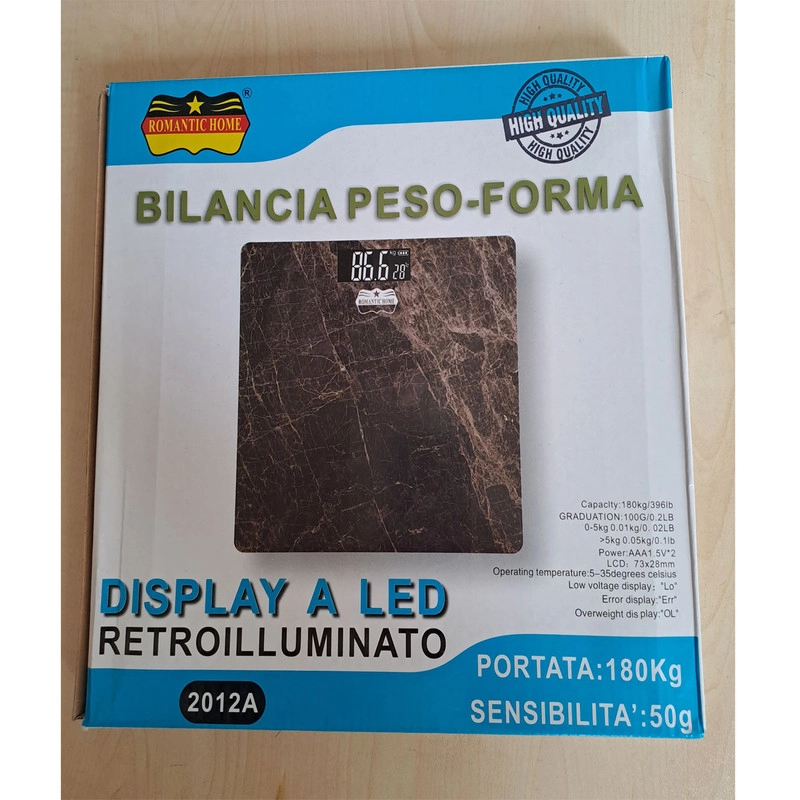 ROMANTIC HOME ®
HIGH QUALITY
HIGH QUALITY
HIGH QUALITY
BILANCIA PESO-FORMA
kg
86.6 28°C
ROMANTIC HOME
Capacity:180kg/396lb
GRADUATION:100G/0.2LB
0-5kg 0.01kg/0. 02LB
>5kg 0.05kg/0.1lb
Power:AAA1.5V*2
LCD: 73x28mm
Operating temperature:5–35degrees celsius
Low voltage display: "Lo"
Error display:"Err"
Overweight dis play:"OL"
DISPLAY A LED
RETROILLUMINATO
2012A
PORTATA:180Kg
SENSIBILITA':50g